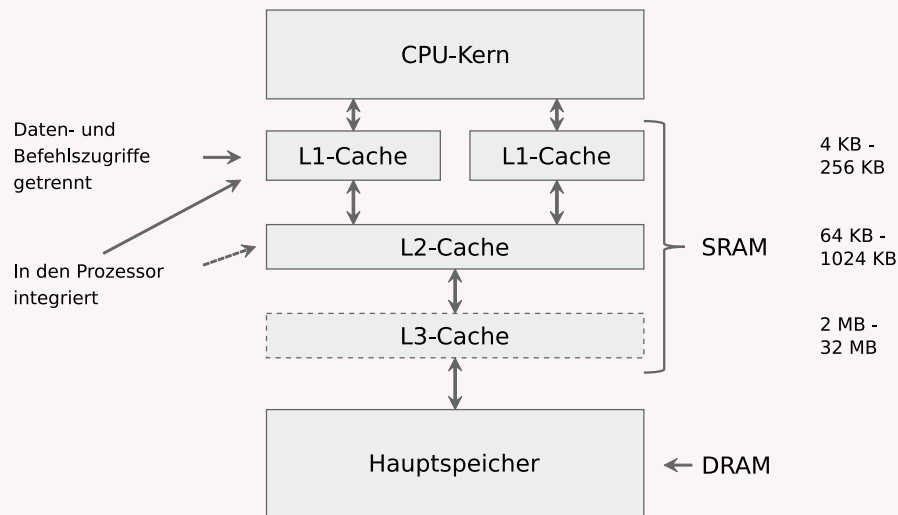 CPU-Kern
Daten- und
Befehlszugriffe
getrennt
L1-Cache
L1-Cache
4 KB -
256 KB
In den Prozessor
integriert
L2-Cache
SRAM
64 KB -
1024 KB
L3-Cache
2 MB -
32 MB
Hauptspeicher
DRAM